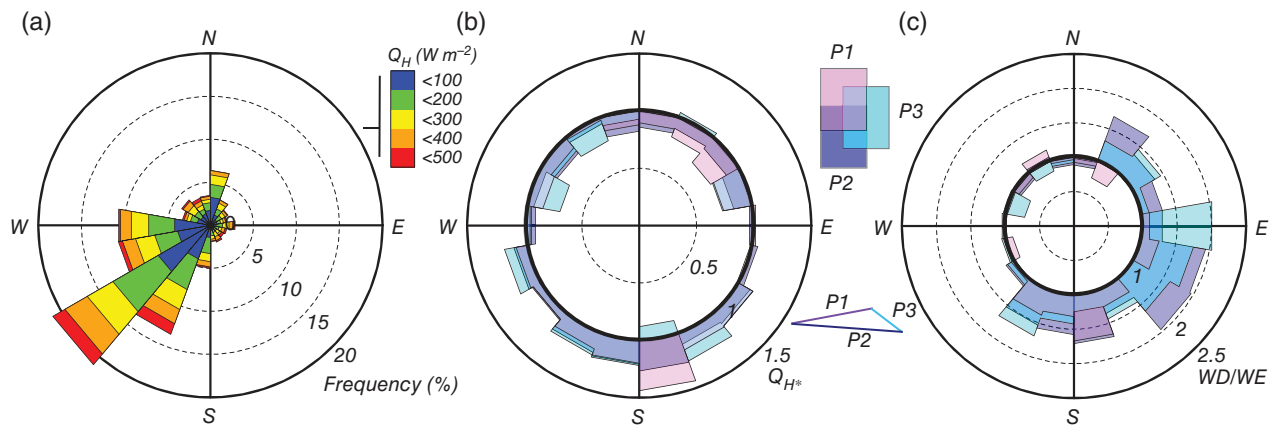 (a)
N
W
E
S
5
10
15
20
Frequency (%)
Q_H (W m⁻²)
<100
<200
<300
<400
<500
(b)
N
W
E
S
0.5
1
1.5
Q_H*
P1
P3
P2
P1
P3
P2
(c)
N
W
E
S
1
2
2.5
WD/WE